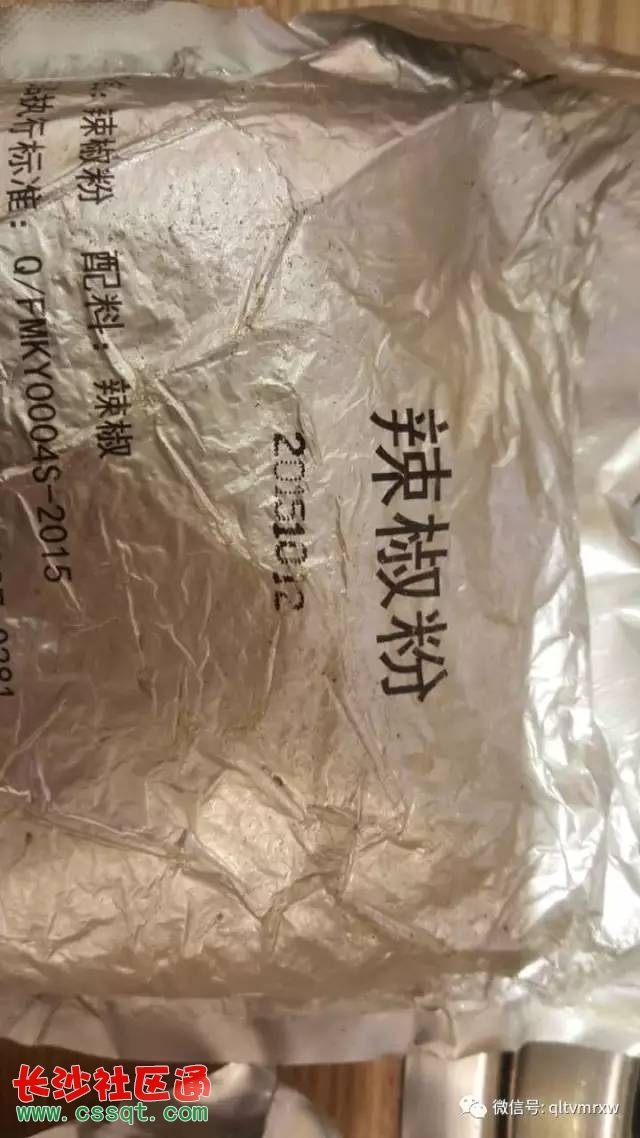 辣椒粉
20151012
辣椒粉 配料：辣椒
执行标准：Q/FMKY0004S-2015
长沙社区通
www.cssqt.com
微信号: qltvmrxw